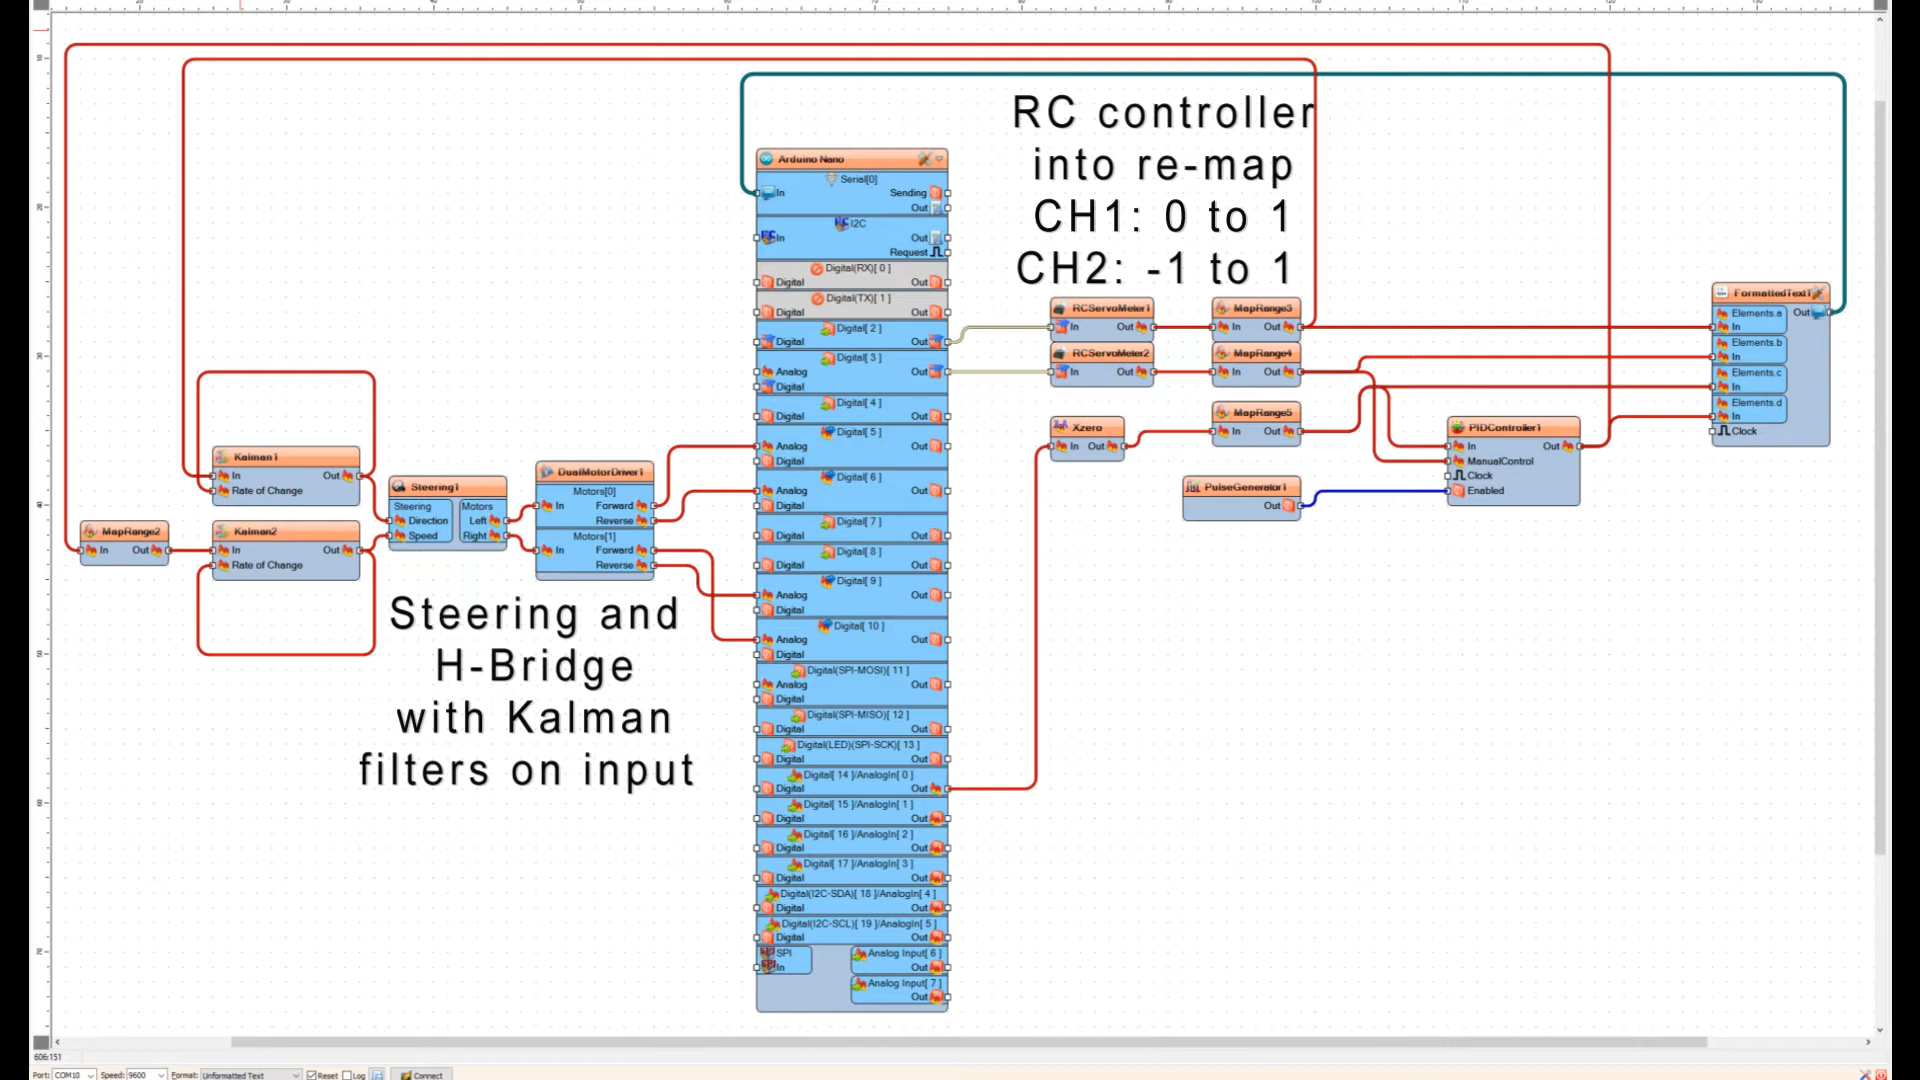 RC controller
into re-map
CH1: 0 to 1
CH2: -1 to 1
Arduino Nano
Serial[0]
In Sending
Out
I2C
In Out
Request
Digital(RX)[ 0 ]
Digital Out
Digital(TX)[ 1 ]
Digital Out
Digital[ 2 ]
Digital Out
Digital[ 3 ]
Analog Out
Digital
Digital[ 4 ]
Digital Out
Digital[ 5 ]
Analog Out
Digital
Digital[ 6 ]
Analog Out
Digital
Digital[ 7 ]
Digital Out
Digital[ 8 ]
Digital Out
Digital[ 9 ]
Analog Out
Digital
Digital[ 10 ]
Analog Out
Digital
Digital(SPI-MOSI)[ 11 ]
Analog Out
Digital
Digital(SPI-MISO)[ 12 ]
Digital Out
Digital(LED)(SPI-SCK)[ 13 ]
Digital Out
Digital[ 14 ]/AnalogIn[ 0 ]
Digital Out
Digital[ 15 ]/AnalogIn[ 1 ]
Digital Out
Digital[ 16 ]/AnalogIn[ 2 ]
Digital Out
Digital[ 17 ]/AnalogIn[ 3 ]
Digital Out
Digital(I2C-SDA)[ 18 ]/AnalogIn[ 4 ]
Digital Out
Digital(I2C-SCL)[ 19 ]/AnalogIn[ 5 ]
Digital Out
SPI Analog Input[ 6 ]
In Out
Analog Input[ 7 ]
Out
RCServoMeter1
In Out
MapRange3
In Out
RCServoMeter2
In Out
MapRange4
In Out
Xzero
In Out
MapRange5
In Out
PulseGenerator1
Out
PIDController1
In Out
ManualControl
Clock
Enabled
FormattedText1
Elements.a Out
In
Elements.b
In
Elements.c
In
Elements.d
In
Clock
Kalman1
In Out
Rate of Change
MapRange2
In Out
Kalman2
In Out
Rate of Change
Steering1
Steering Motors
Direction Left
Speed Right
DualMotorDriver1
Motors[0]
In Forward
Reverse
Motors[1]
In Forward
Reverse
Steering and
H-Bridge
with Kalman
filters on input
606:151
Port: COM10 Speed: 9600 Format: Unformatted Text Reset Log Connect